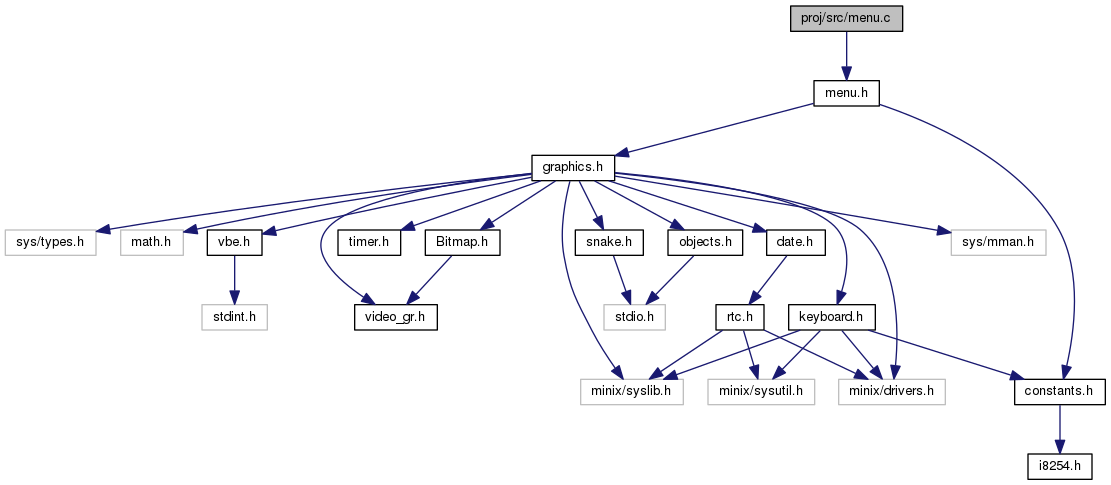 proj/src/menu.c
menu.h
graphics.h
sys/types.h
math.h
vbe.h
timer.h
Bitmap.h
snake.h
objects.h
date.h
sys/mman.h
stdint.h
video_gr.h
stdio.h
rtc.h
keyboard.h
minix/syslib.h
minix/sysutil.h
minix/drivers.h
constants.h
i8254.h